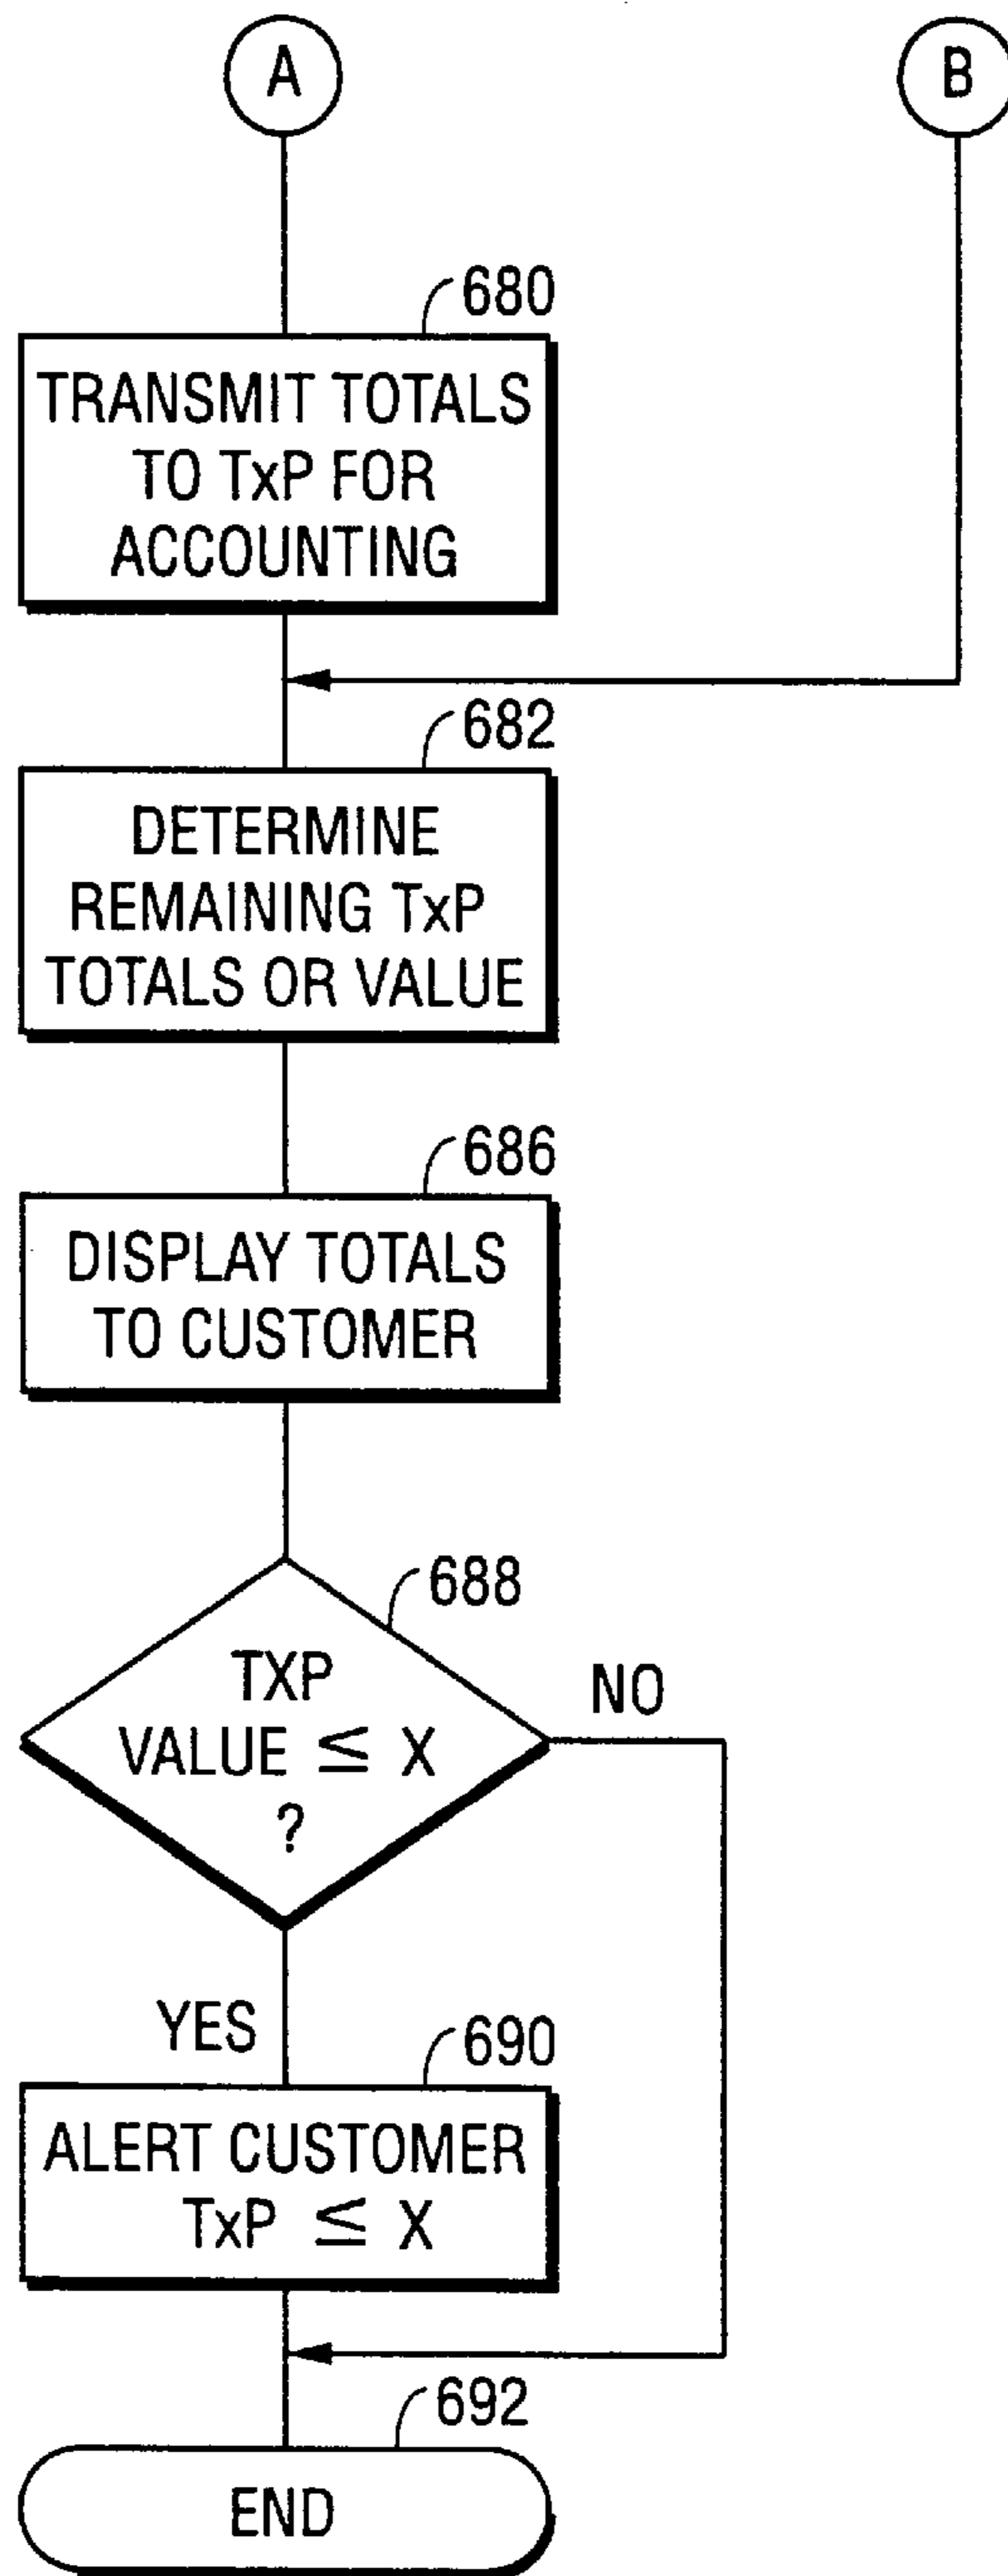 A
B
680
TRANSMIT TOTALS
TO TxP FOR
ACCOUNTING
682
DETERMINE
REMAINING TxP
TOTALS OR VALUE
686
DISPLAY TOTALS
TO CUSTOMER
688
TXP
VALUE ≤ X
?
NO
YES
690
ALERT CUSTOMER
TxP ≤ X
692
END